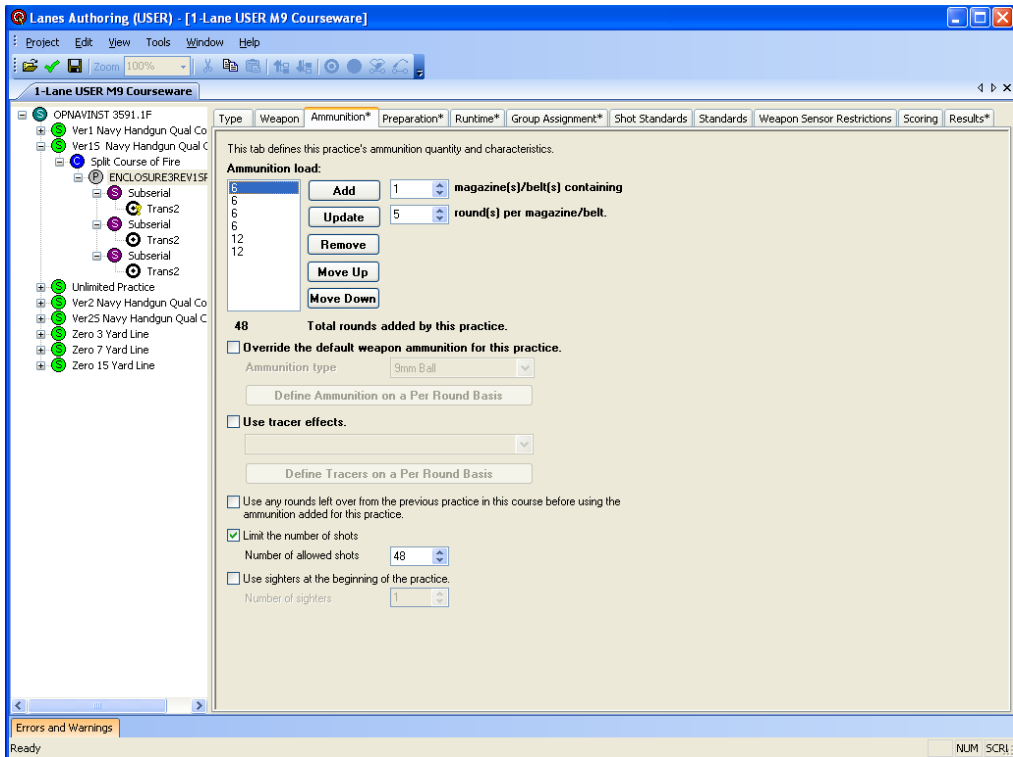 Lanes Authoring (USER) - [1-Lane USER M9 Courseware]
Project Edit View Tools Window Help
Zoom 100%
1-Lane USER M9 Courseware
OPNAVINST 3591.1F
Ver1 Navy Handgun Qual Co
Ver1S Navy Handgun Qual C
Split Course of Fire
ENCLOSURE3REV1SF
Subserial
Trans2
Subserial
Trans2
Subserial
Trans2
Unlimited Practice
Ver2 Navy Handgun Qual Co
Ver2S Navy Handgun Qual C
Zero 3 Yard Line
Zero 7 Yard Line
Zero 15 Yard Line
Type Weapon Ammunition* Preparation* Runtime* Group Assignment* Shot Standards Standards Weapon Sensor Restrictions Scoring Results*
This tab defines this practice's ammunition quantity and characteristics.
Ammunition load:
6
6
6
6
12
12
Add 1 magazine(s)/belt(s) containing
Update 5 round(s) per magazine/belt.
Remove
Move Up
Move Down
48 Total rounds added by this practice.
Override the default weapon ammunition for this practice.
Ammunition type 9mm Ball
Define Ammunition on a Per Round Basis
Use tracer effects.
Define Tracers on a Per Round Basis
Use any rounds left over from the previous practice in this course before using the
ammunition added for this practice.
Limit the number of shots
Number of allowed shots 48
Use sighters at the beginning of the practice.
Number of sighters 1
Errors and Warnings
Ready NUM SCRL